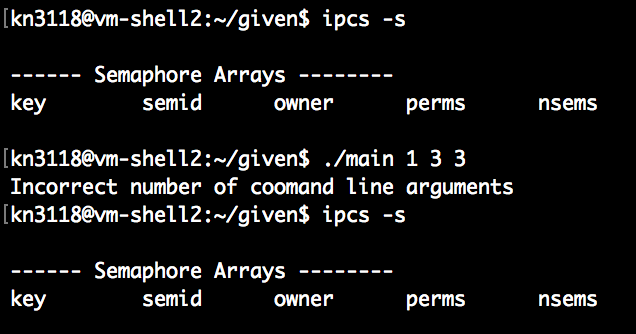 [kn3118@vm-shell2:~/given$ ipcs -s
------ Semaphore Arrays --------
key semid owner perms nsems
kn3118@vm-shell2:~/given$ ./main 1 3 3
Incorrect number of coomand line arguments
[kn3118@vm-shell2:~/given$ ipcs -s
------ Semaphore Arrays --------
key semid owner perms nsems